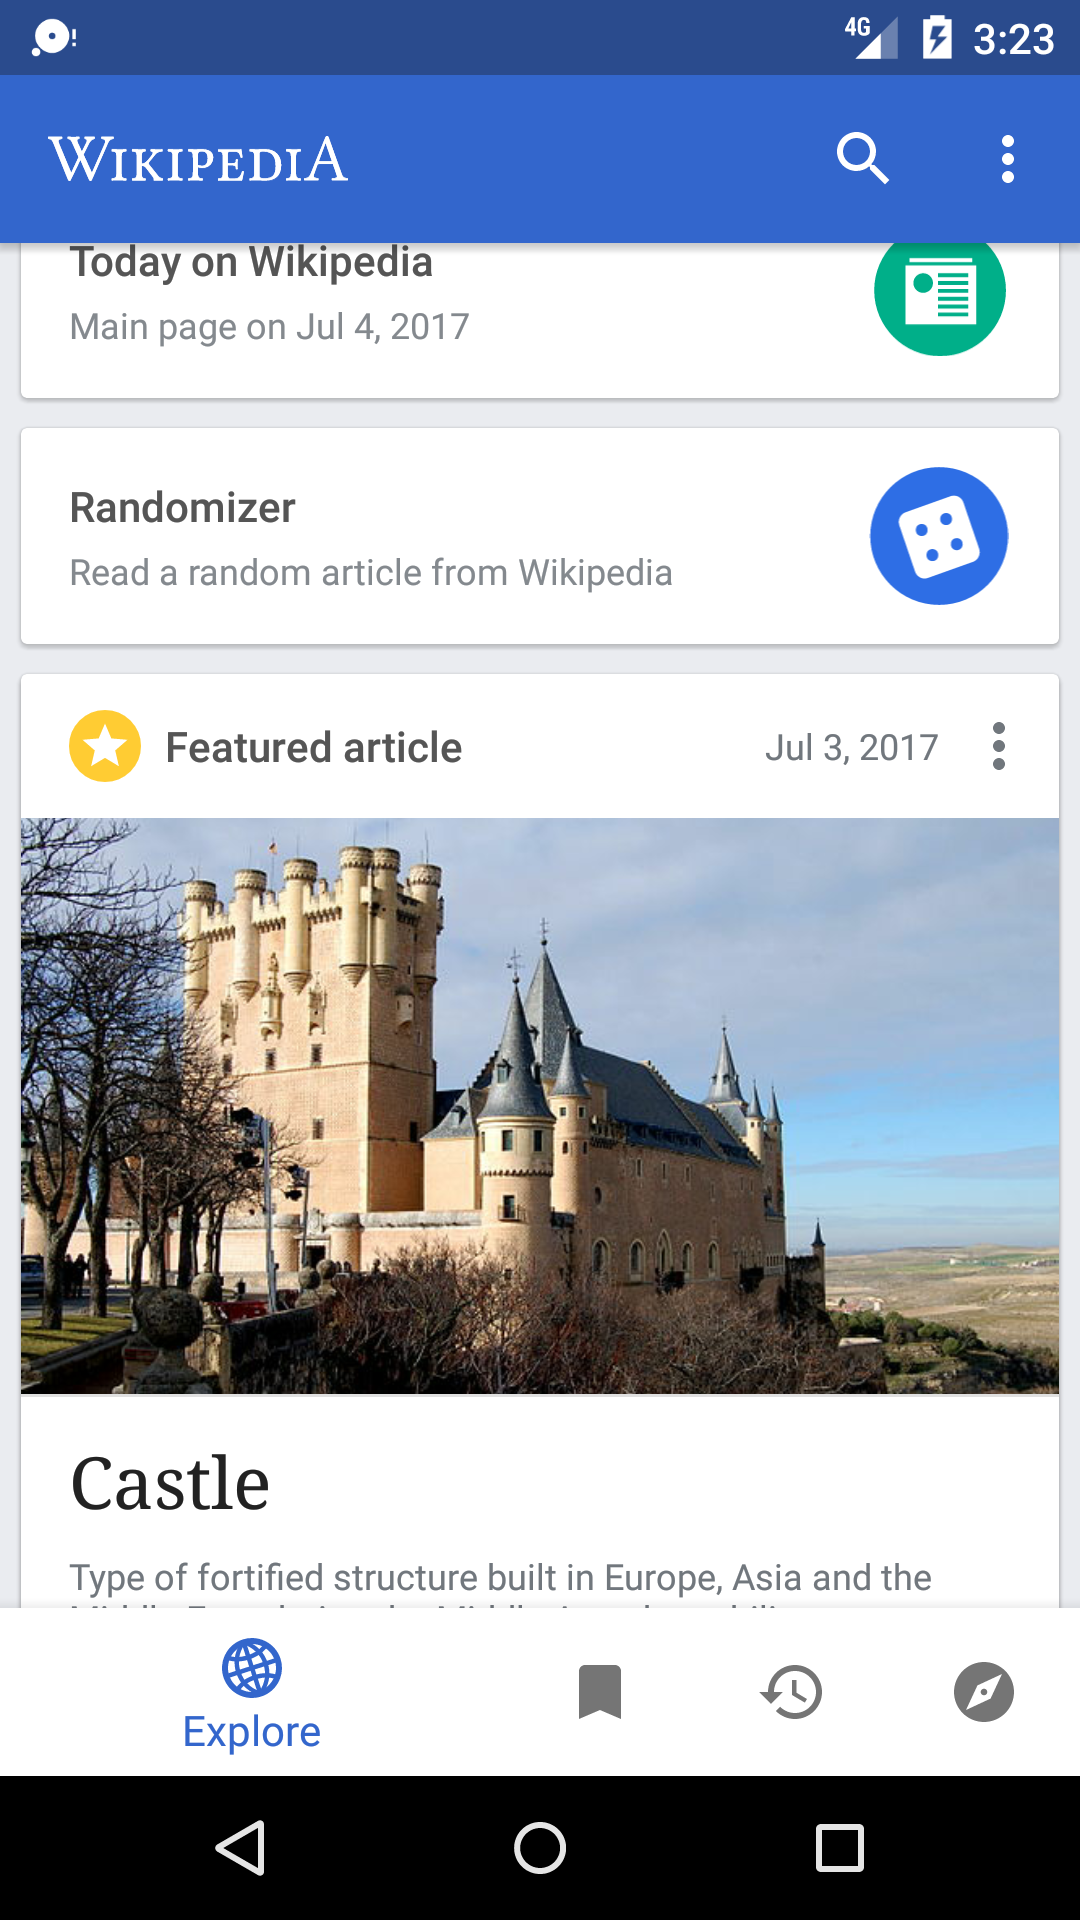 4G 3:23
WIKIPEDIA
Today on Wikipedia
Main page on Jul 4, 2017
Randomizer
Read a random article from Wikipedia
Featured article Jul 3, 2017
Castle
Type of fortified structure built in Europe, Asia and the
Explore